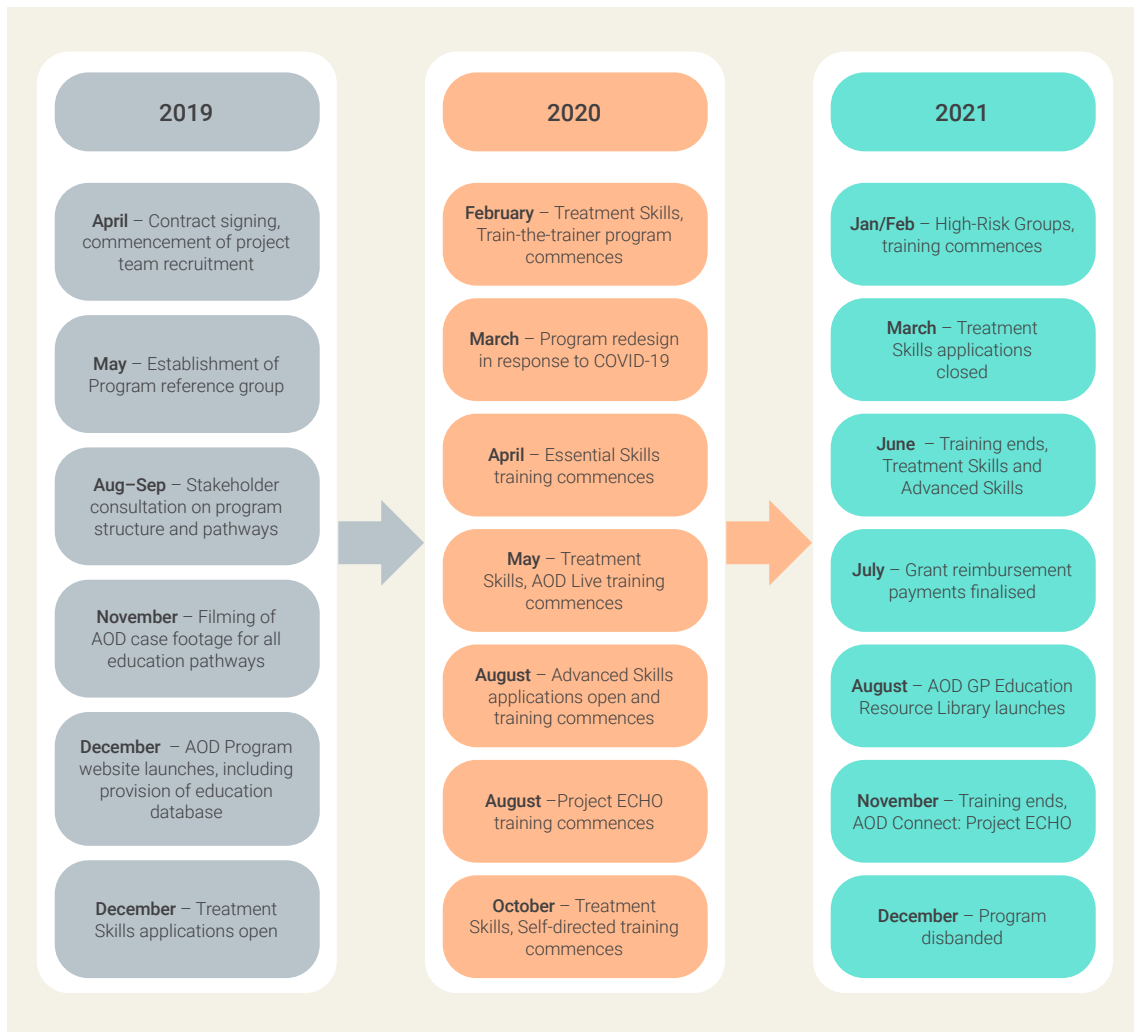 2019
April – Contract signing,
commencement of project
team recruitment
May – Establishment of
Program reference group
Aug–Sep – Stakeholder
consultation on program
structure and pathways
November – Filming of
AOD case footage for all
education pathways
December – AOD Program
website launches, including
provision of education
database
December – Treatment
Skills applications open
2020
February – Treatment Skills,
Train-the-trainer program
commences
March – Program redesign
in response to COVID-19
April – Essential Skills
training commences
May – Treatment
Skills, AOD Live training
commences
August – Advanced Skills
applications open and
training commences
August –Project ECHO
training commences
October – Treatment
Skills, Self-directed training
commences
2021
Jan/Feb – High-Risk Groups,
training commences
March – Treatment
Skills applications
closed
June – Training ends,
Treatment Skills and
Advanced Skills
July – Grant reimbursement
payments finalised
August – AOD GP Education
Resource Library launches
November – Training ends,
AOD Connect: Project ECHO
December – Program
disbanded